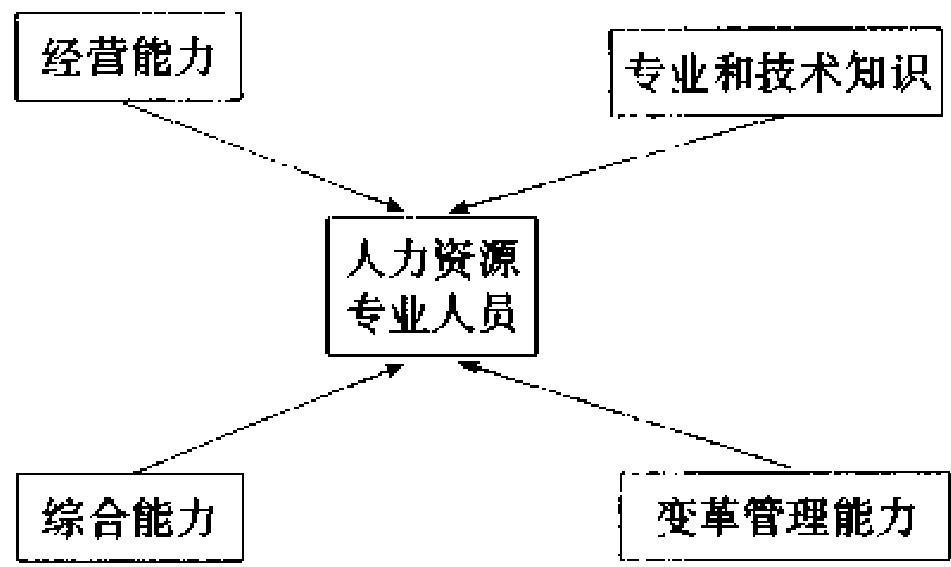 经营能力
专业和技术知识
人力资源
专业人员
综合能力
变革管理能力